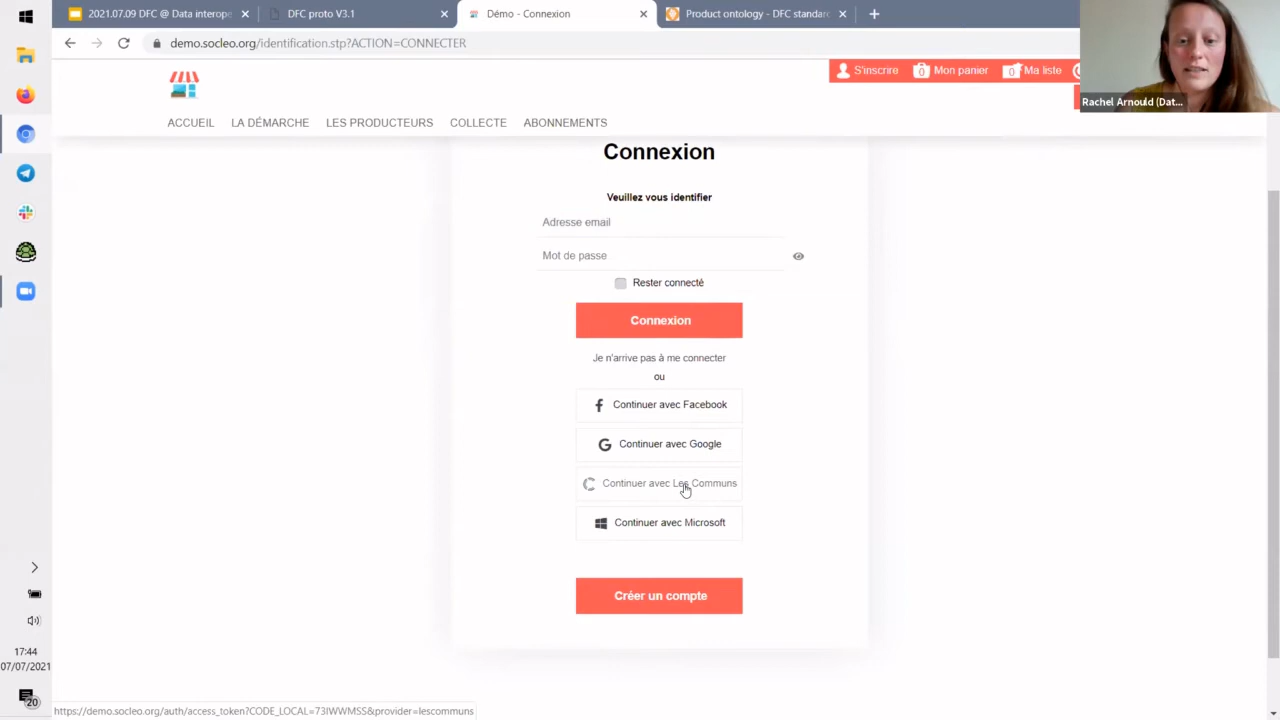 2021.07.09 DFC @ Data interope
DFC proto V3.1
Démo - Connexion
Product ontology - DFC standar
demo.socleo.org/identification.stp?ACTION=CONNECTER
S'inscrire
0
Mon panier
0
Ma liste
Rachel Arnould (Dat...
ACCUEIL
LA DÉMARCHE
LES PRODUCTEURS
COLLECTE
ABONNEMENTS
Connexion
Veuillez vous identifier
Adresse email
Mot de passe
Rester connecté
Connexion
Je n'arrive pas à me connecter
ou
Continuer avec Facebook
Continuer avec Google
Continuer avec Les Communs
Continuer avec Microsoft
Créer un compte
17:44
07/07/2021
20
https://demo.socleo.org/auth/access_token?CODE_LOCAL=73IWWMSS&provider=lescommuns